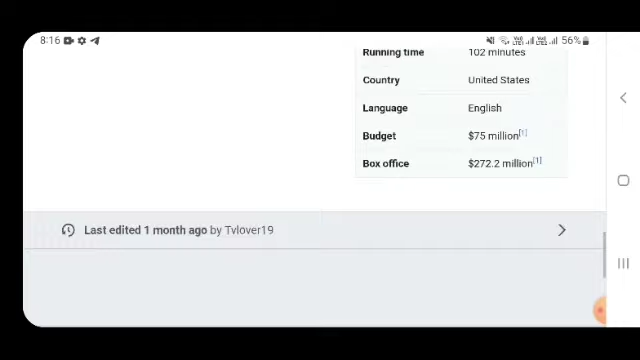 8:16 56%
Running time 102 minutes
Country United States
Language English
Budget $75 million[1]
Box office $272.2 million[1]
Last edited 1 month ago by Tvlover19